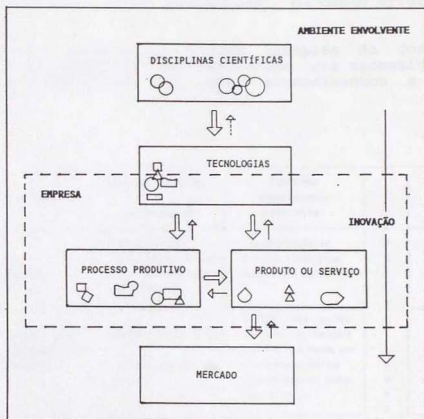 AMBIENTE ENVOLVENTE
DISCIPLINAS CIENTÍFICAS
TECNOLOGIAS
EMPRESA
INOVAÇÃO
PROCESSO PRODUTIVO
PRODUTO OU SERVIÇO
MERCADO